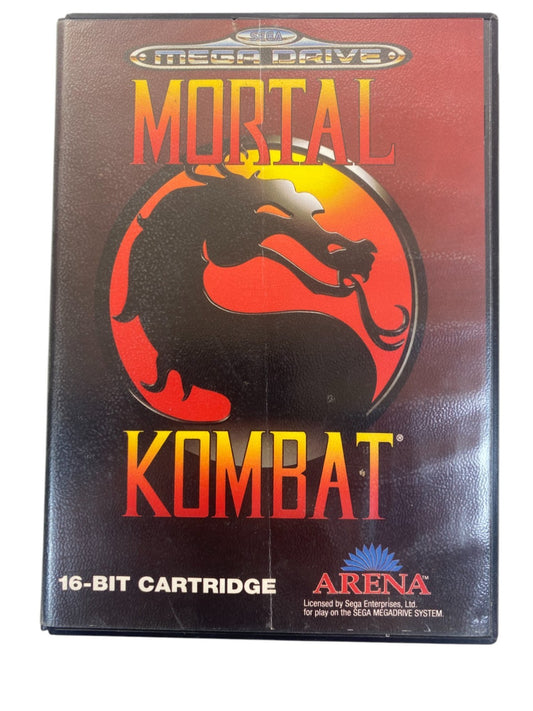 SEGA
MEGA DRIVE
MORTAL
KOMBAT®
16-BIT CARTRIDGE
ARENA™
Licensed by Sega Enterprises, Ltd.
for play on the SEGA MEGADRIVE SYSTEM.